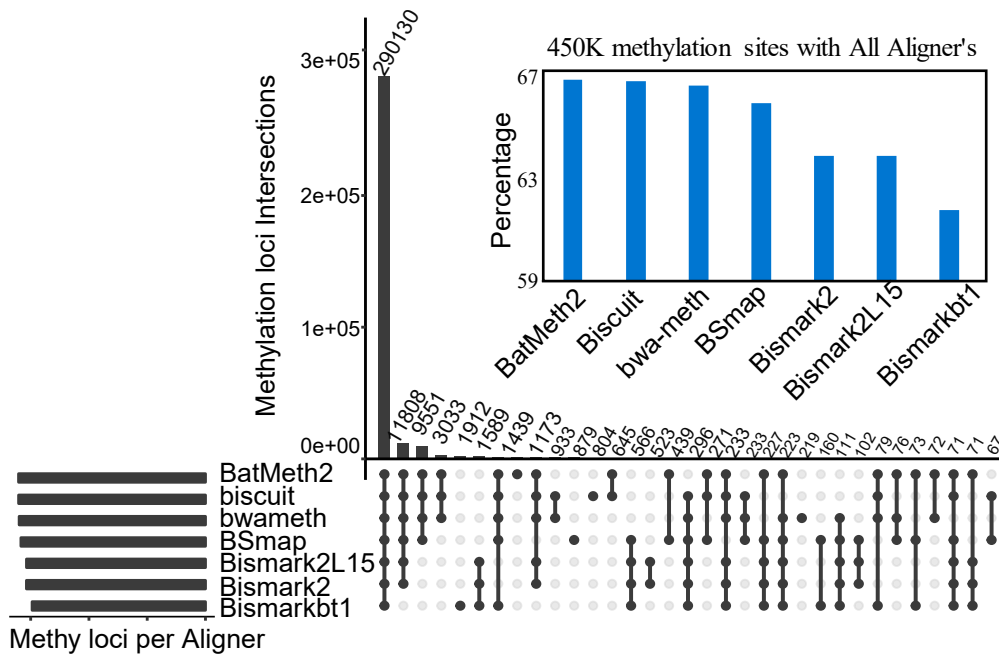 450K methylation sites with All Aligner's
67
63
59
Percentage
BatMeth2
Biscuit
bwa-meth
BSmap
Bismark2
Bismark2L15
Bismarkbt1
Methylation loci Intersections
3e+05
2e+05
1e+05
0e+00
290130
11808
9551
3033
1912
1589
1439
1173
933
879
804
645
566
523
439
296
271
233
233
227
223
219
160
111
102
79
76
73
72
71
71
67
BatMeth2
biscuit
bwameth
BSmap
Bismark2L15
Bismark2
Bismarkbt1
Methy loci per Aligner